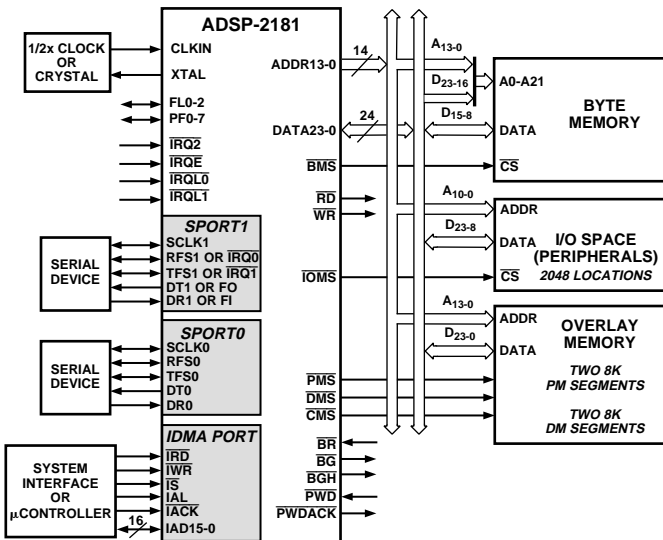 ADSP-2181
1/2x CLOCK
OR
CRYSTAL
CLKIN
XTAL
FL0-2
PF0-7
IRQ2
IRQE
IRQL0
IRQL1
SPORT1
SERIAL
DEVICE
SCLK1
RFS1 OR IRQ0
TFS1 OR IRQ1
DT1 OR FO
DR1 OR FI
SPORT0
SERIAL
DEVICE
SCLK0
RFS0
TFS0
DT0
DR0
IDMA PORT
SYSTEM
INTERFACE
OR
µCONTROLLER
IRD
IWR
IS
IAL
IACK
16
IAD15-0
ADDR13-0
14
DATA23-0
24
BMS
RD
WR
IOMS
PMS
DMS
CMS
BR
BG
BGH
PWD
PWDACK
A13-0
D23-16
D15-8
A0-A21
DATA
CS
BYTE
MEMORY
A10-0
D23-8
ADDR
DATA
CS
I/O SPACE
(PERIPHERALS)
2048 LOCATIONS
A13-0
D23-0
ADDR
DATA
OVERLAY
MEMORY
TWO 8K
PM SEGMENTS
TWO 8K
DM SEGMENTS